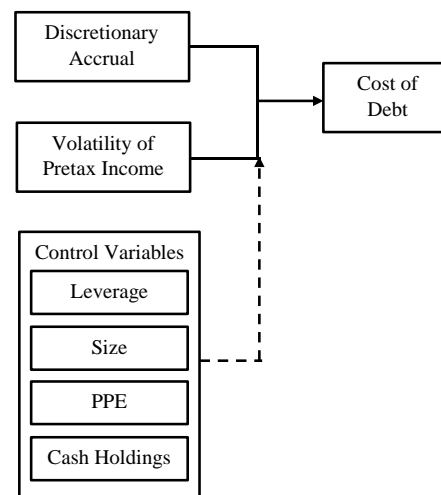 Discretionary
Accrual
Cost of
Debt
Volatility of
Pretax Income
Control Variables
Leverage
Size
PPE
Cash Holdings